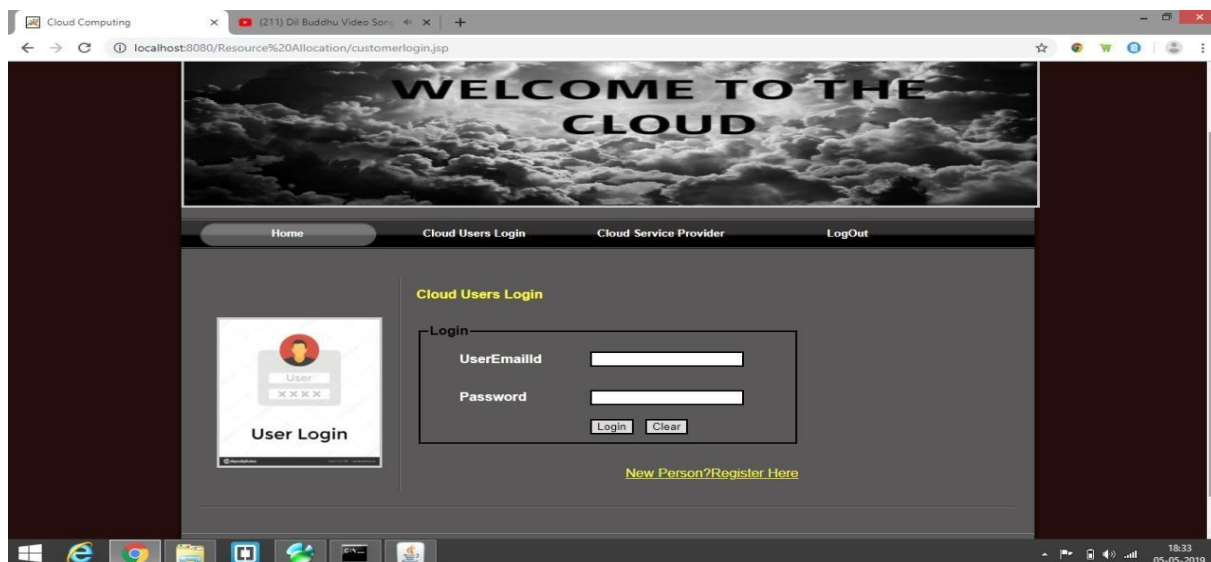 Cloud Computing
(211) Dil Buddhu Video Song
localhost:8080/Resource%20Allocation/customerlogin.jsp
WELCOME TO THE
CLOUD
Home Cloud Users Login Cloud Service Provider LogOut
Cloud Users Login
Login
UserEmailId
Password
Login Clear
User
xxxx
User Login
depositphotos
New Person?Register Here
18:33
05-05-2019